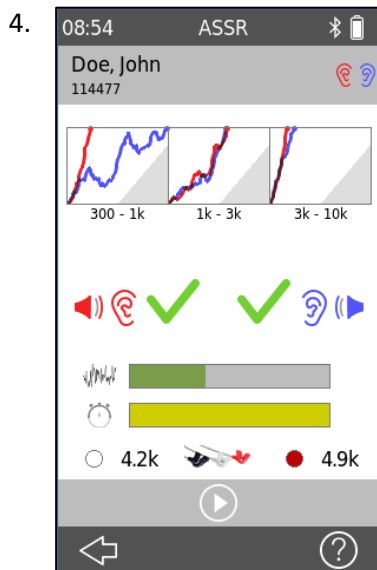 4.
08:54 ASSR
Doe, John
114477
300 - 1k 1k - 3k 3k - 10k
4.2k 4.9k
?